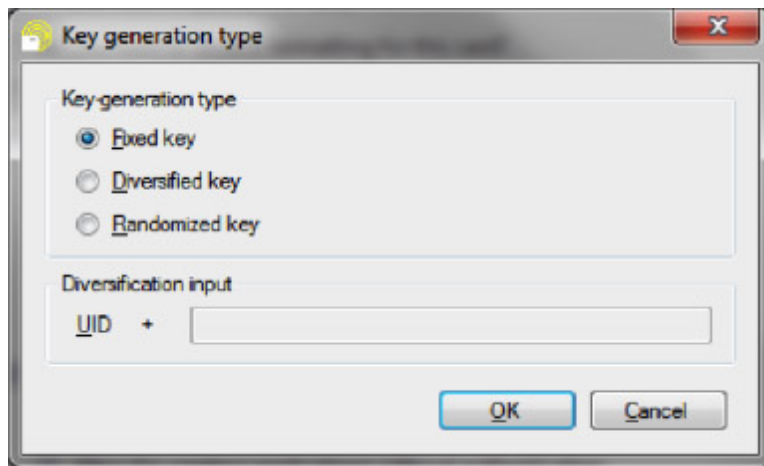 Key generation type
Key-generation type
Fixed key
Diversified key
Randomized key
Diversification input
UID +
OK Cancel